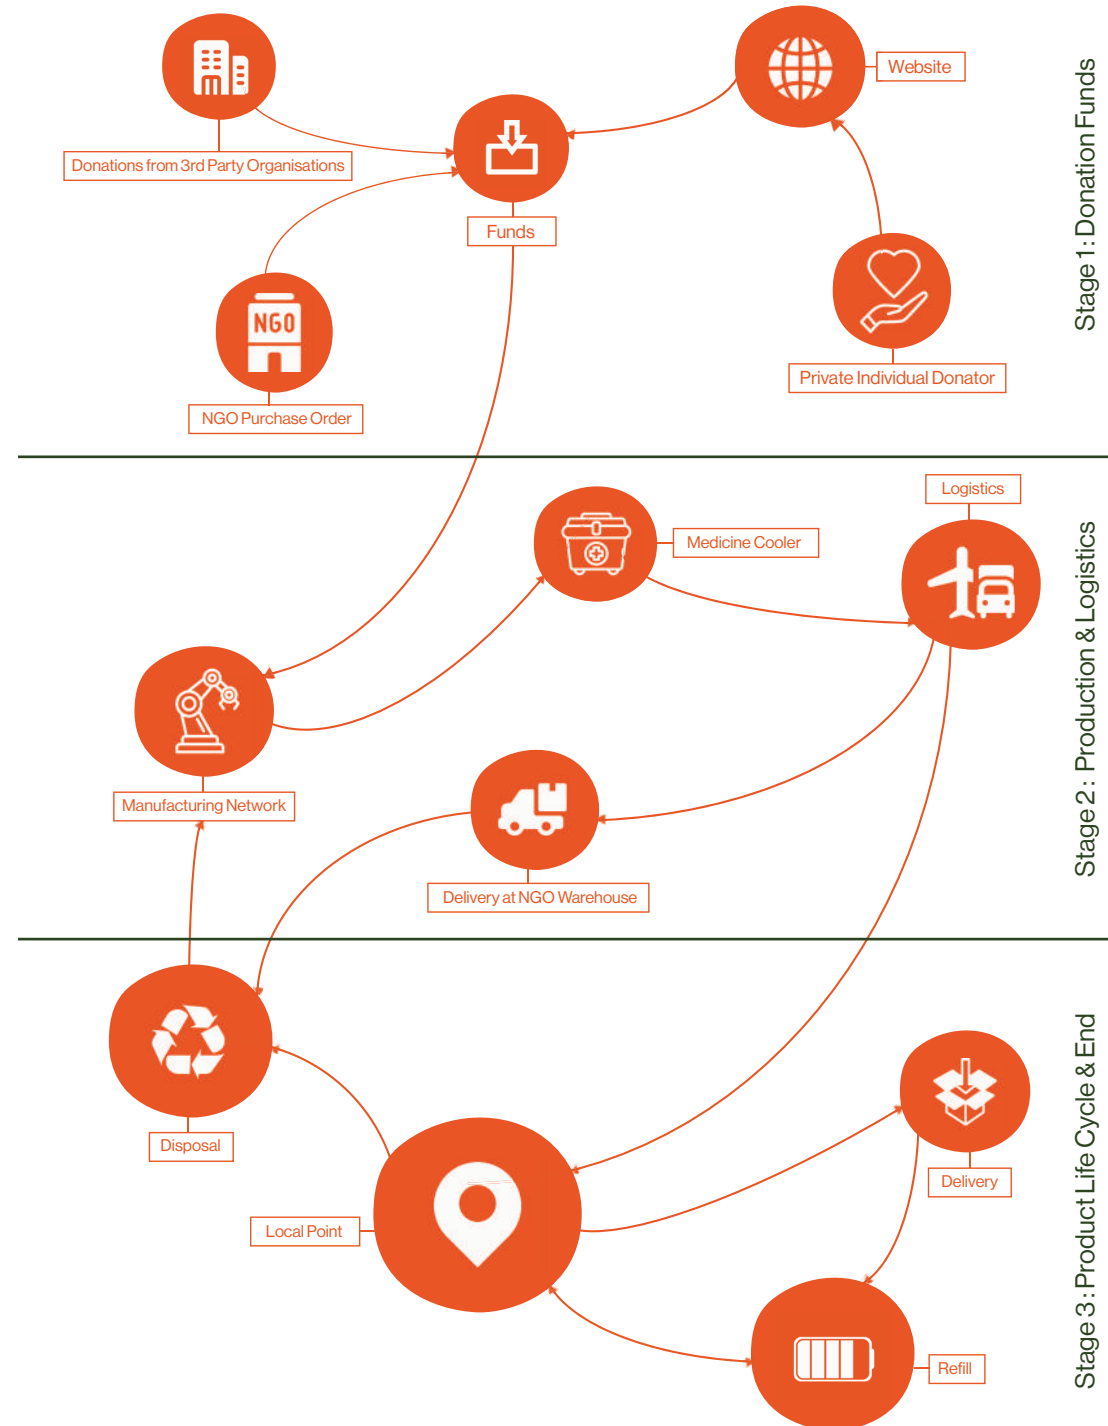 Website
Donations from 3rd Party Organisations
Funds
NGO
Private Individual Donator
NGO Purchase Order
Stage 1: Donation Funds
Logistics
Medicine Cooler
Manufacturing Network
Delivery at NGO Warehouse
Stage 2 : Production & Logistics
Disposal
Delivery
Local Point
Refill
Stage 3 : Product Life Cycle & End